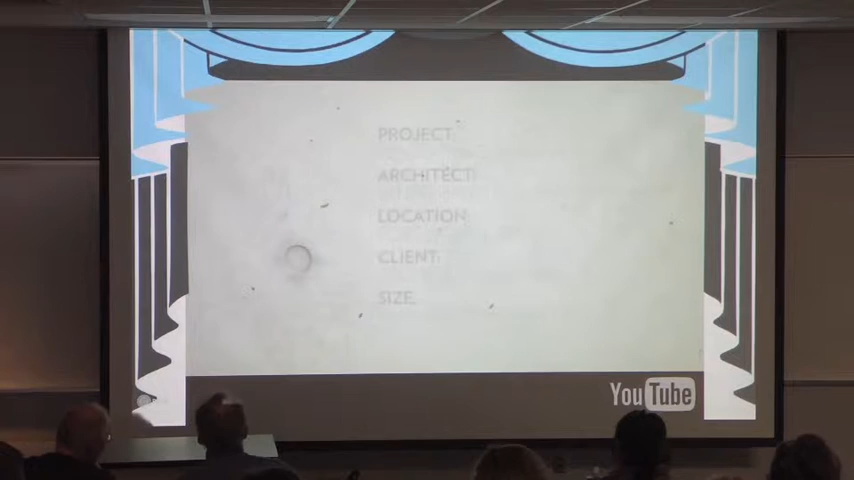 PROJECT:
ARCHITECT:
LOCATION:
CLIENT:
SIZE:
YouTube